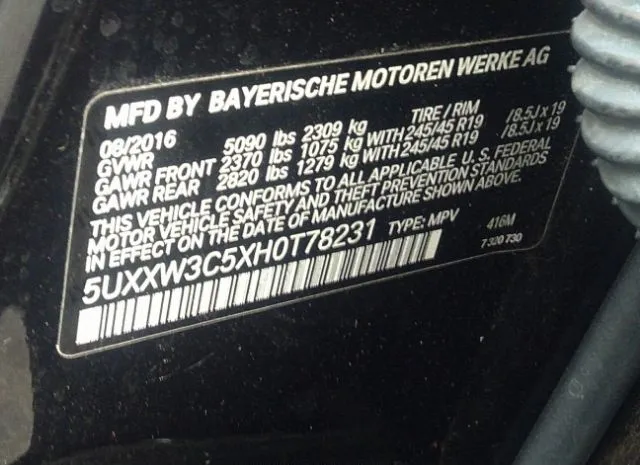 MFD BY BAYERISCHE MOTOREN WERKE AG
08/2016 TIRE / RIM
GVWR 5090 lbs 2309 kg
GAWR FRONT 2370 lbs 1075 kg WITH 245/45 R19 /8.5J x 19
GAWR REAR 2820 lbs 1279 kg WITH 245/45 R19 /8.5J x 19
THIS VEHICLE CONFORMS TO ALL APPLICABLE U.S. FEDERAL
MOTOR VEHICLE SAFETY AND THEFT PREVENTION STANDARDS
IN EFFECT ON THE DATE OF MANUFACTURE SHOWN ABOVE.
5UXXW3C5XH0T78231 TYPE: MPV 416M
7 320 730